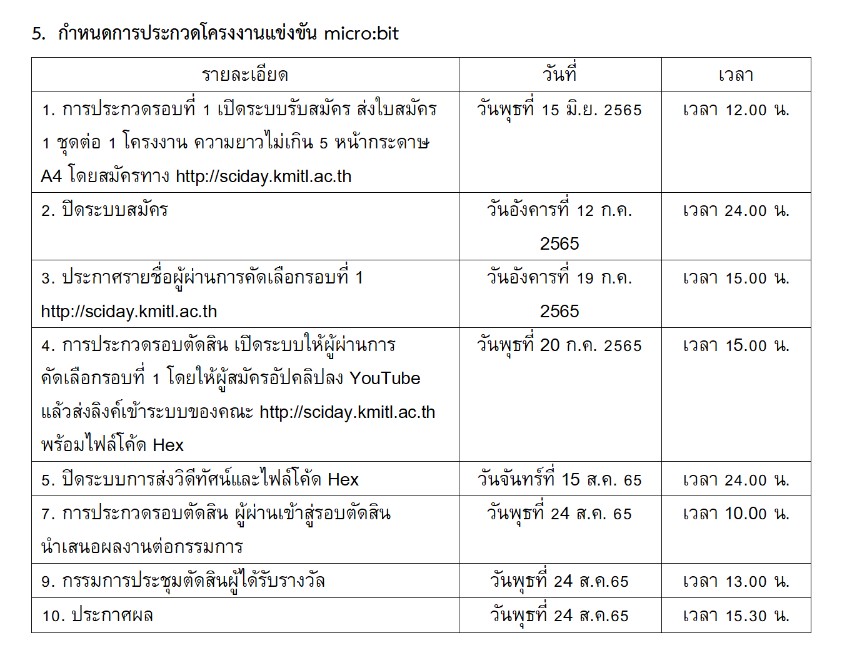 5. กำหนดการประกวดโครงงานแข่งขัน micro:bit
รายละเอียด วันที่ เวลา
1. การประกวดรอบที่ 1 เปิดระบบรับสมัคร ส่งใบสมัคร วันพุธที่ 15 มิ.ย. 2565 เวลา 12.00 น.
1 ชุดต่อ 1 โครงงาน ความยาวไม่เกิน 5 หน้ากระดาษ
A4 โดยสมัครทาง http://sciday.kmitl.ac.th
2. ปิดระบบสมัคร วันอังคารที่ 12 ก.ค. เวลา 24.00 น.
2565
3. ประกาศรายชื่อผู้ผ่านการคัดเลือกรอบที่ 1 วันอังคารที่ 19 ก.ค. เวลา 15.00 น.
http://sciday.kmitl.ac.th 2565
4. การประกวดรอบตัดสิน เปิดระบบให้ผู้ผ่านการ วันพุธที่ 20 ก.ค. 2565 เวลา 15.00 น.
คัดเลือกรอบที่ 1 โดยให้ผู้สมัครอัปคลิปลง YouTube
แล้วส่งลิงค์เข้าระบบของคณะ http://sciday.kmitl.ac.th
พร้อมไฟล์โค้ด Hex
5. ปิดระบบการส่งวิดีทัศน์และไฟล์โค้ด Hex วันจันทร์ที่ 15 ส.ค. 65 เวลา 24.00 น.
7. การประกวดรอบตัดสิน ผู้ผ่านเข้าสู่รอบตัดสิน วันพุธที่ 24 ส.ค. 65 เวลา 10.00 น.
นำเสนอผลงานต่อกรรมการ
9. กรรมการประชุมตัดสินผู้ได้รับรางวัล วันพุธที่ 24 ส.ค.65 เวลา 13.00 น.
10. ประกาศผล วันพุธที่ 24 ส.ค.65 เวลา 15.30 น.